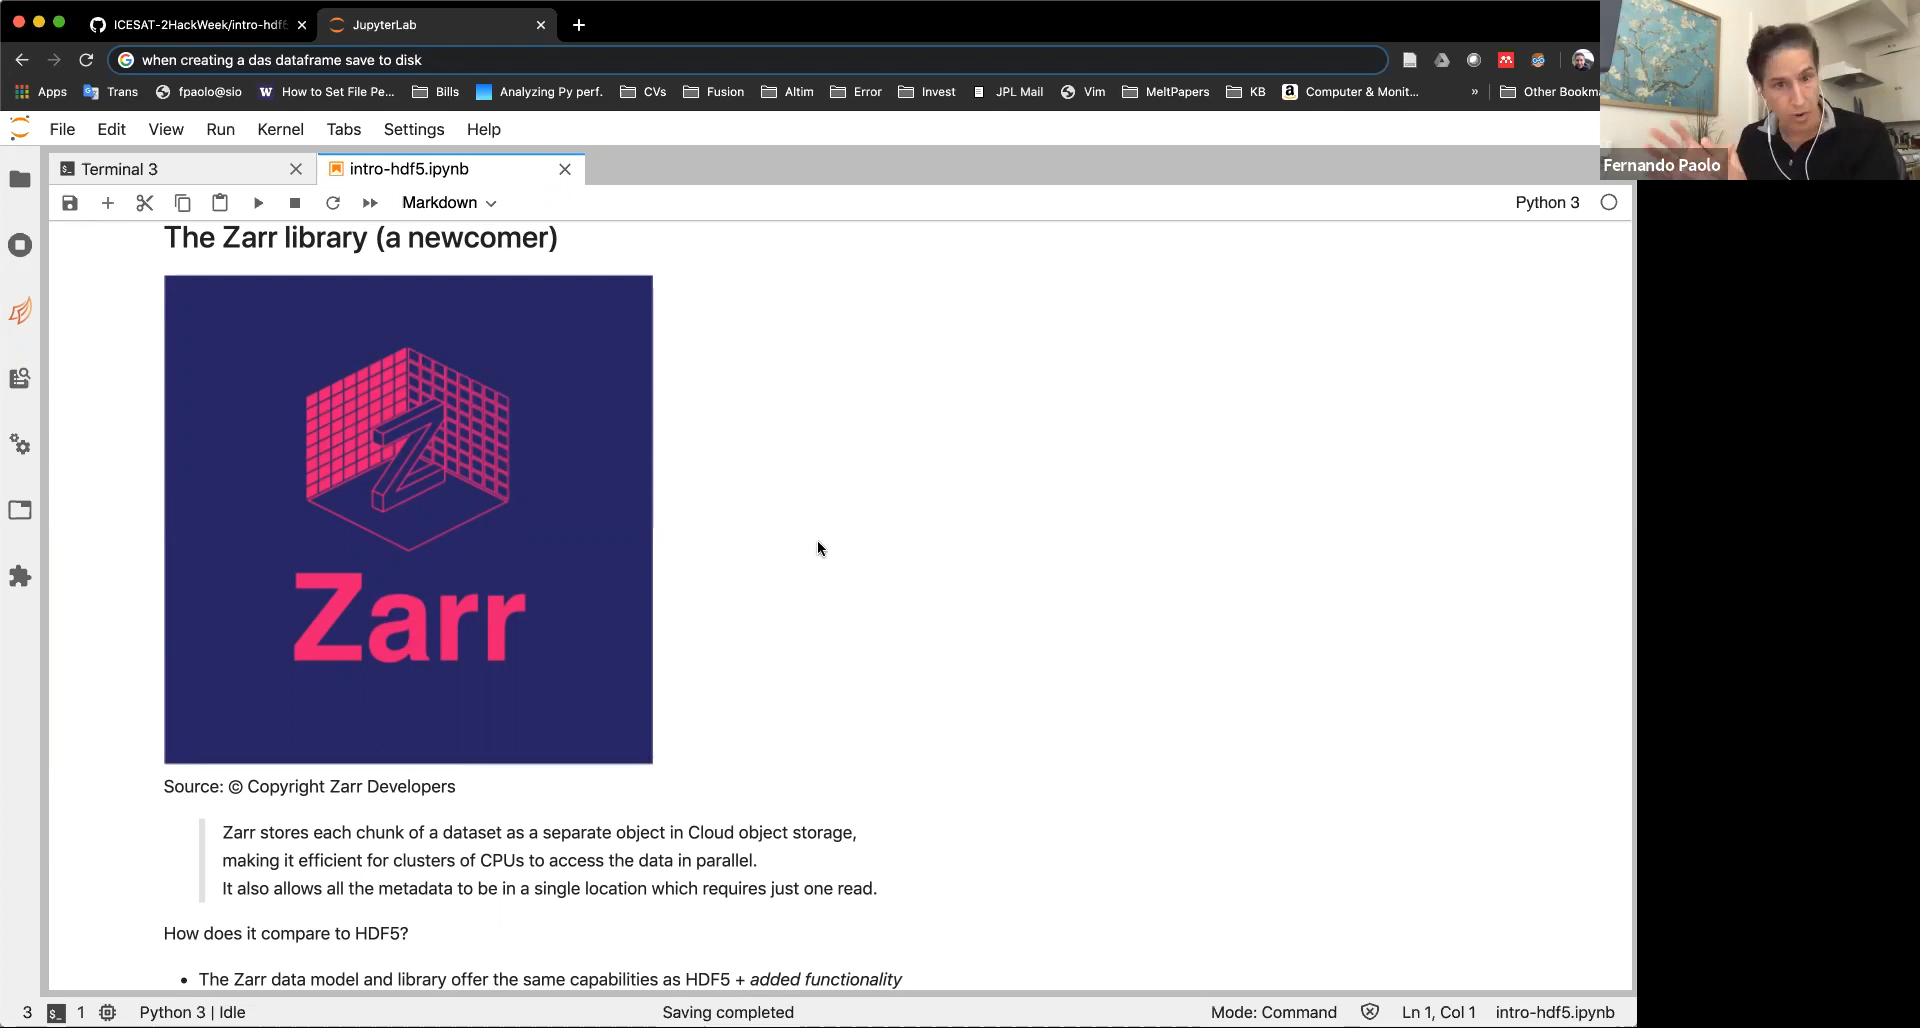 ICESAT-2HackWeek/intro-hdf5
JupyterLab
when creating a das dataframe save to disk
Apps
Trans
fpaolo@sio
How to Set File Pe...
Bills
Analyzing Py perf.
CVs
Fusion
Altim
Error
Invest
JPL Mail
Vim
MeltPapers
KB
Computer & Monit...
»
Other Bookma
Fernando Paolo
File Edit View Run Kernel Tabs Settings Help
Terminal 3
intro-hdf5.ipynb
Markdown
Python 3
The Zarr library (a newcomer)
Z
Zarr
Source: © Copyright Zarr Developers
Zarr stores each chunk of a dataset as a separate object in Cloud object storage,
making it efficient for clusters of CPUs to access the data in parallel.
It also allows all the metadata to be in a single location which requires just one read.
How does it compare to HDF5?
• The Zarr data model and library offer the same capabilities as HDF5 + added functionality
3 $_ 1 Python 3 | Idle Saving completed Mode: Command Ln 1, Col 1 intro-hdf5.ipynb